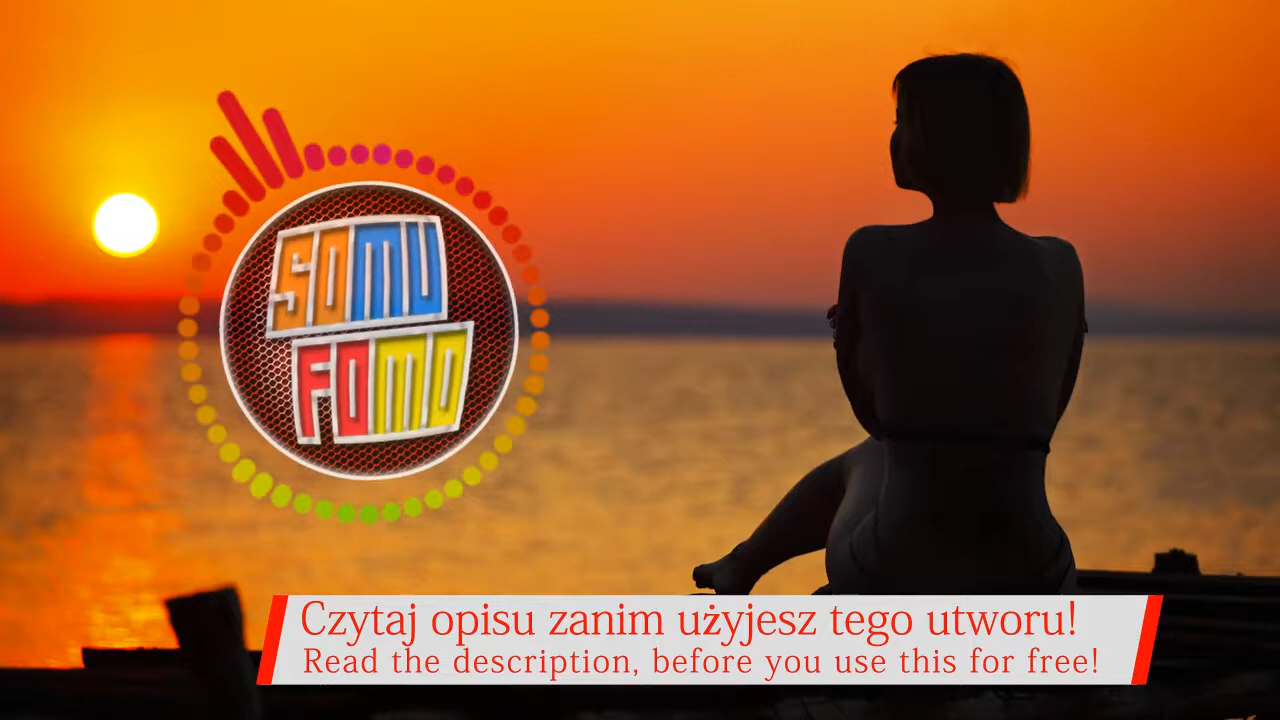 SOMU
FOMO
Czytaj opisu zanim użyjesz tego utworu!
Read the description, before you use this for free!